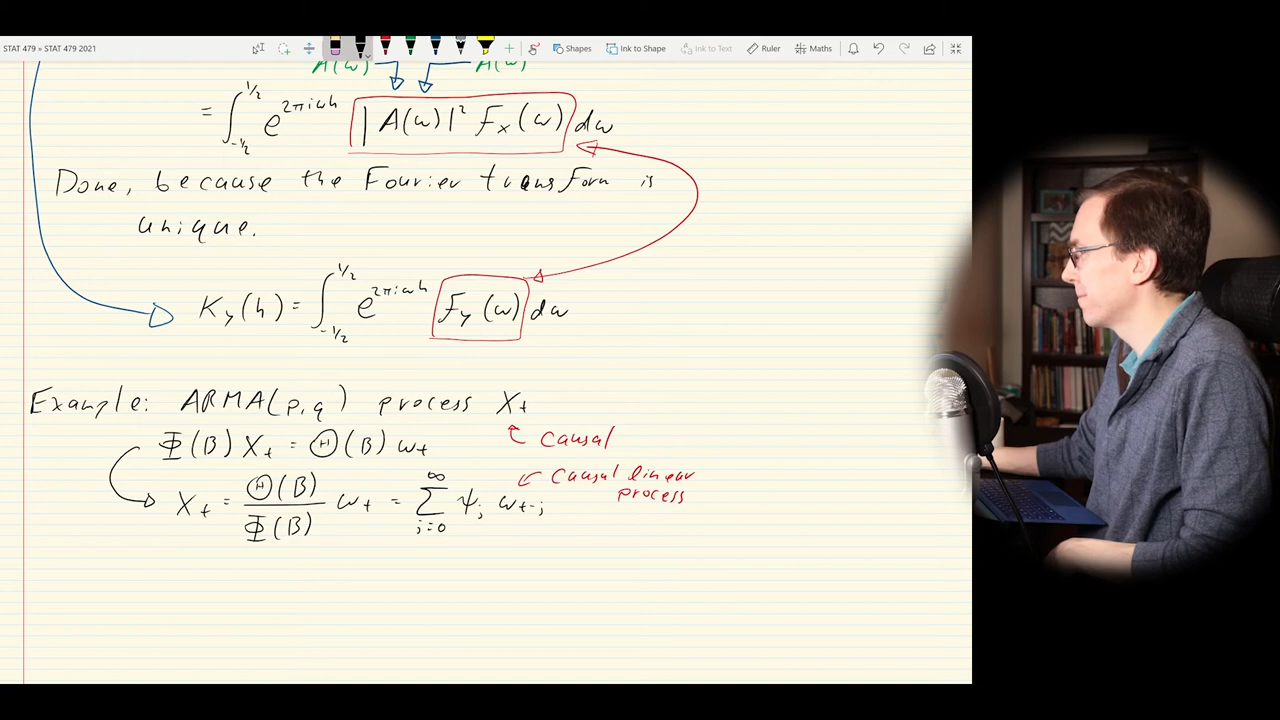 STAT 479 » STAT 479 2021
Shapes Ink to Shape Ink to Text Ruler Maths
A(ω) A(ω)
= ∫_{-1/2}^{1/2} e^{2πiωh} |A(ω)|² f_x(ω) dω
Done, because the Fourier transform is
unique.
K_y(h) = ∫_{-1/2}^{1/2} e^{2πiωh} f_y(ω) dω
Example: ARMA(p,q) process X_t
causal
Φ(B) X_t = Θ(B) w_t
causal linear
process
X_t = Θ(B)/Φ(B) w_t = ∑_{j=0}^{∞} ψ_j w_{t-j}